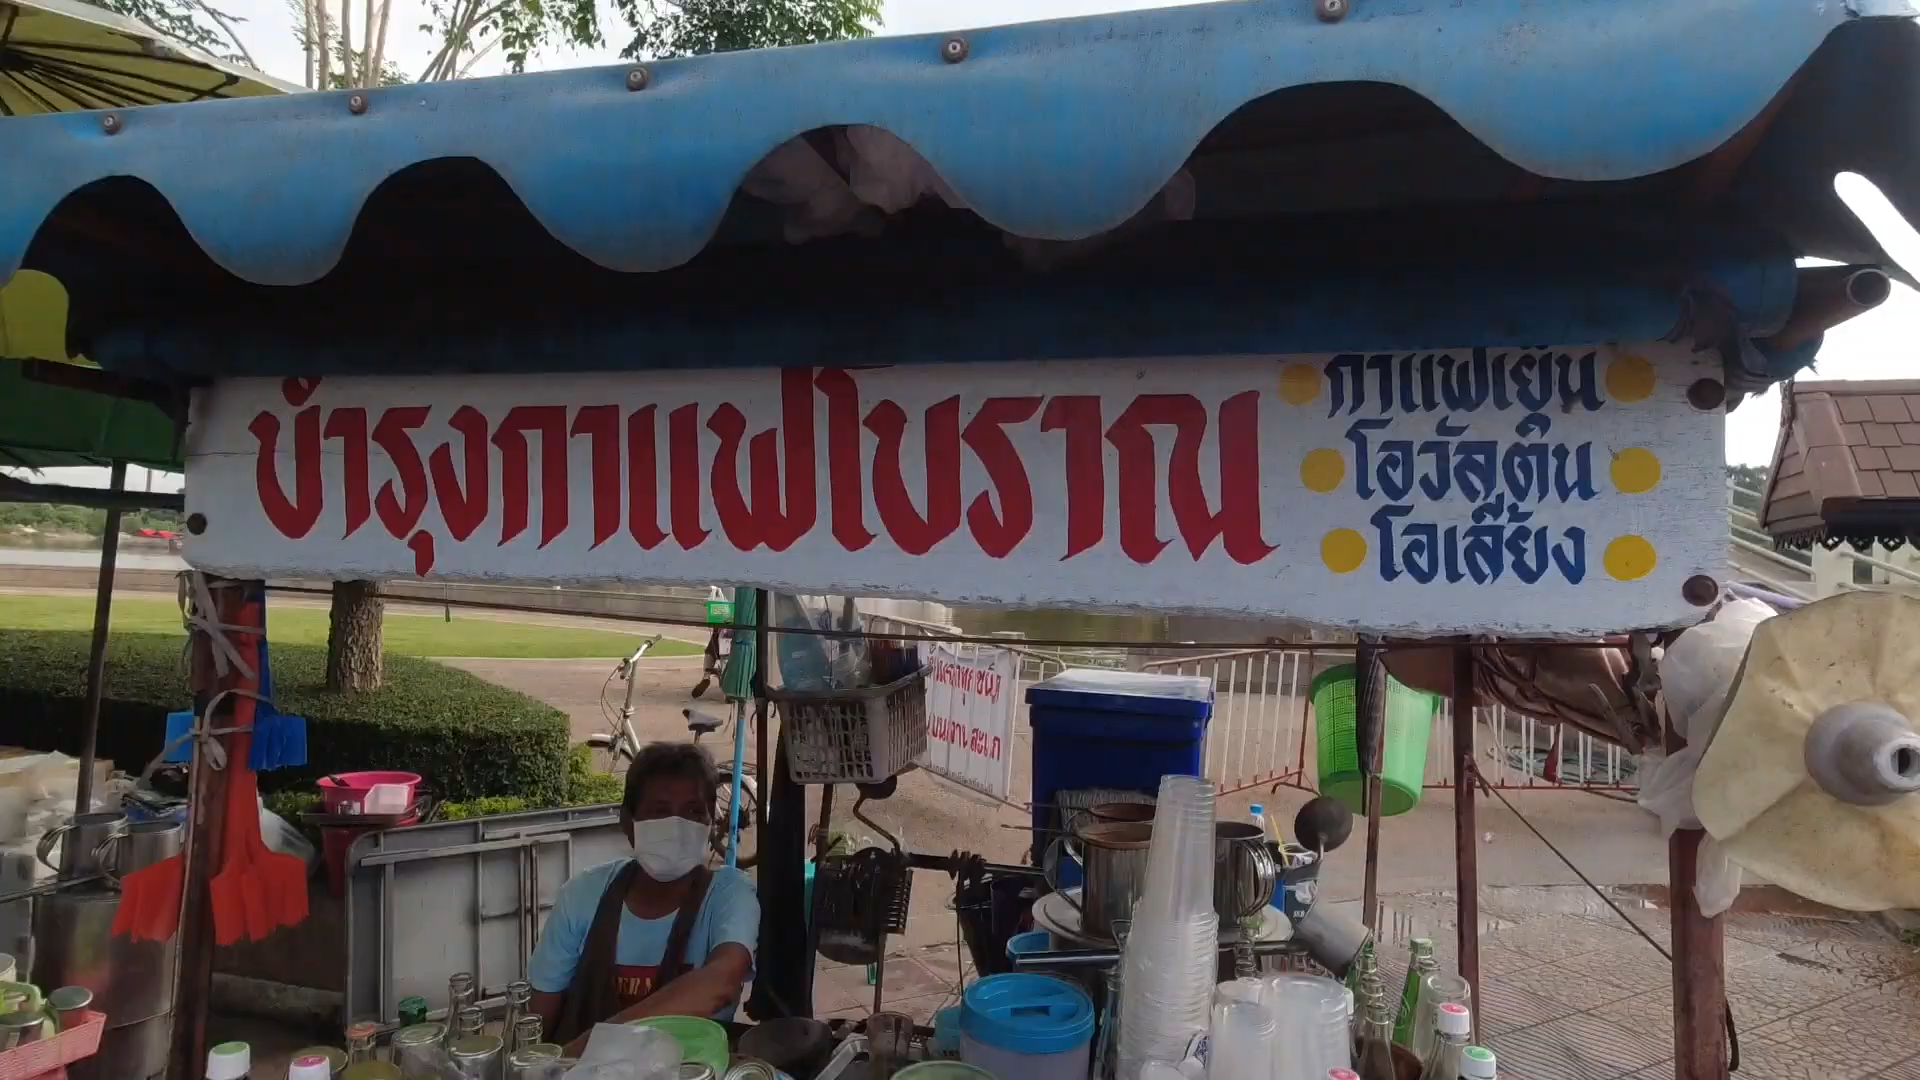 บำรุงกาแฟโบราณ
กาแฟเย็น
โอวัลติน
โอเลี้ยง